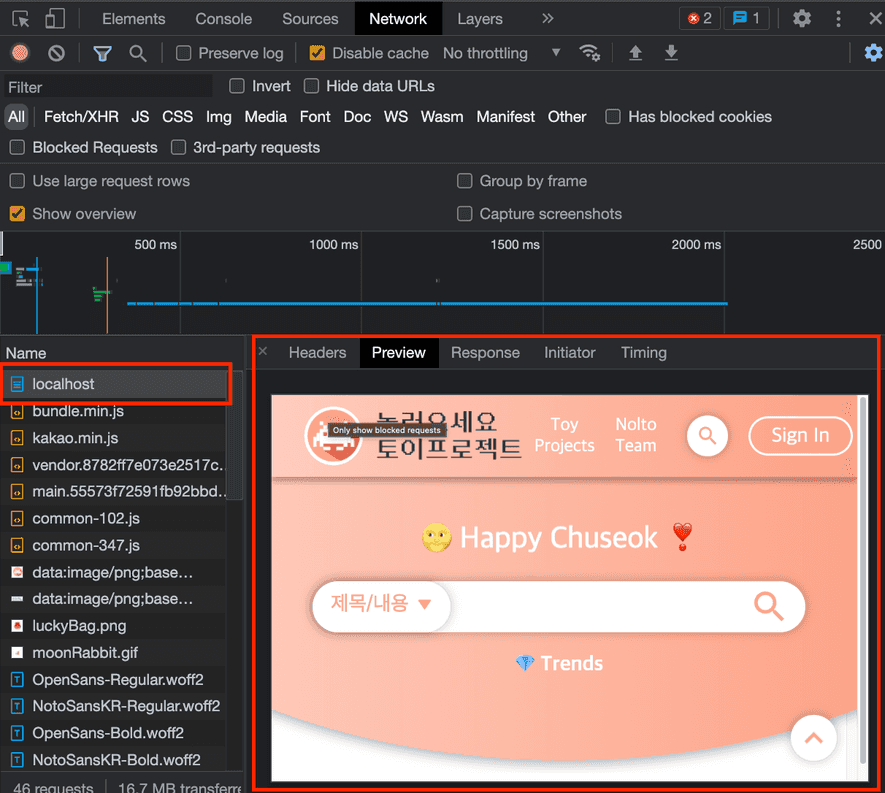 Elements Console Sources Network Layers » 2 1
Preserve log Disable cache No throttling
Filter Invert Hide data URLs
All Fetch/XHR JS CSS Img Media Font Doc WS Wasm Manifest Other Has blocked cookies
Blocked Requests 3rd-party requests
Use large request rows Group by frame
Show overview Capture screenshots
500 ms 1000 ms 1500 ms 2000 ms 2500
Name
Headers Preview Response Initiator Timing
localhost
bundle.min.js
kakao.min.js
vendor.8782ff7e073e2517c...
main.55573f72591fb92bbd...
common-102.js
common-347.js
data:image/png;base...
data:image/png;base...
luckyBag.png
moonRabbit.gif
OpenSans-Regular.woff2
NotoSansKR-Regular.woff2
OpenSans-Bold.woff2
NotoSansKR-Bold.woff2
46 requests 16.7 MB transferre
놀러오세요
토이프로젝트
Only show blocked requests
Toy
Projects
Nolto
Team
Sign In
Happy Chuseok
제목/내용
Trends